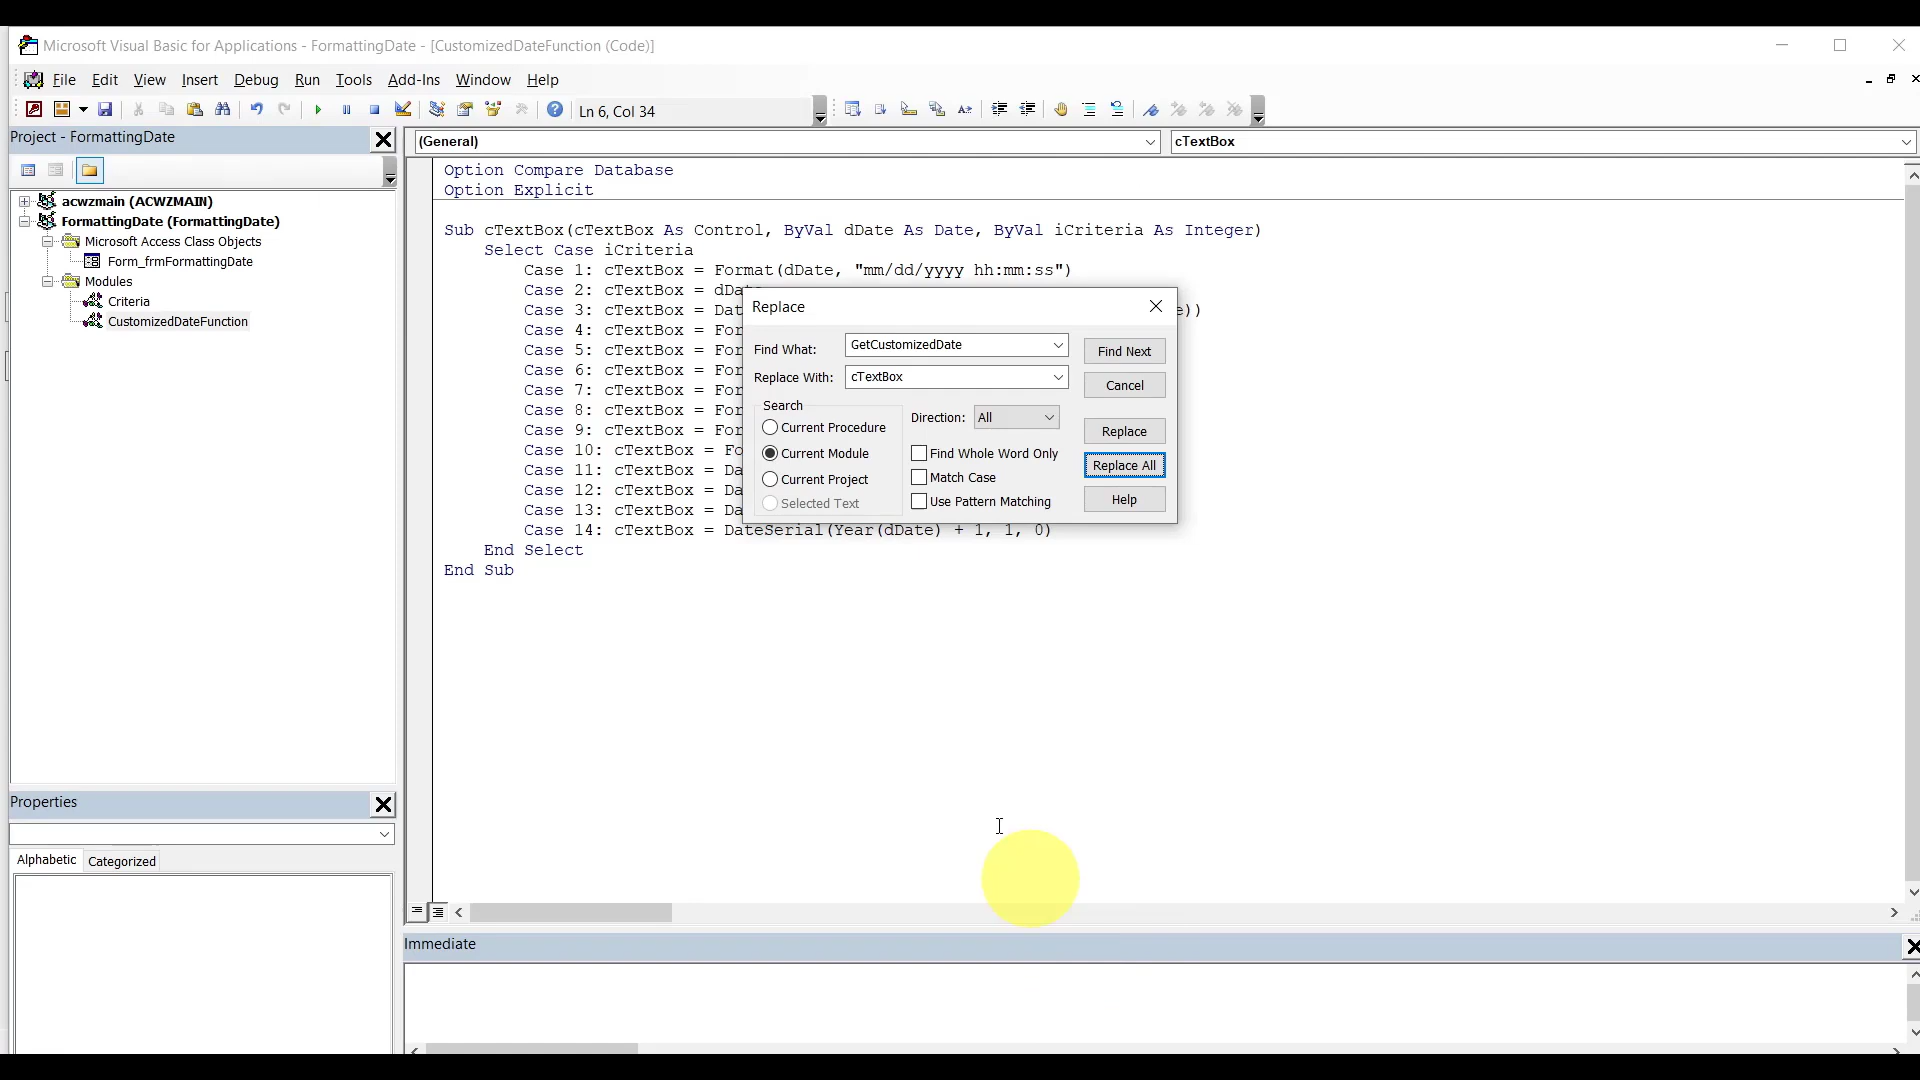 Microsoft Visual Basic for Applications - FormattingDate - [CustomizedDateFunction (Code)]
File Edit View Insert Debug Run Tools Add-Ins Window Help
Ln 6, Col 34
Project - FormattingDate
(General)
cTextBox
acwzmain (ACWZMAIN)
FormattingDate (FormattingDate)
Microsoft Access Class Objects
Form_frmFormattingDate
Modules
Criteria
CustomizedDateFunction
Option Compare Database
Option Explicit
Sub cTextBox(cTextBox As Control, ByVal dDate As Date, ByVal iCriteria As Integer)
Select Case iCriteria
Case 1: cTextBox = Format(dDate, "mm/dd/yyyy hh:mm:ss")
Case 2: cTextBox = dDate
Case 3: cTextBox = Dat e))
Case 4: cTextBox = For
Case 5: cTextBox = For
Case 6: cTextBox = For
Case 7: cTextBox = For
Case 8: cTextBox = For
Case 9: cTextBox = For
Case 10: cTextBox = Fo
Case 11: cTextBox = Da
Case 12: cTextBox = Da
Case 13: cTextBox = Da
Case 14: cTextBox = DateSerial(Year(dDate) + 1, 1, 0)
End Select
End Sub
Replace
Find What: GetCustomizedDate
Find Next
Replace With: cTextBox
Cancel
Search
Direction: All
Current Procedure
Replace
Current Module
Find Whole Word Only
Replace All
Current Project
Match Case
Selected Text
Use Pattern Matching
Help
Properties
Alphabetic Categorized
Immediate